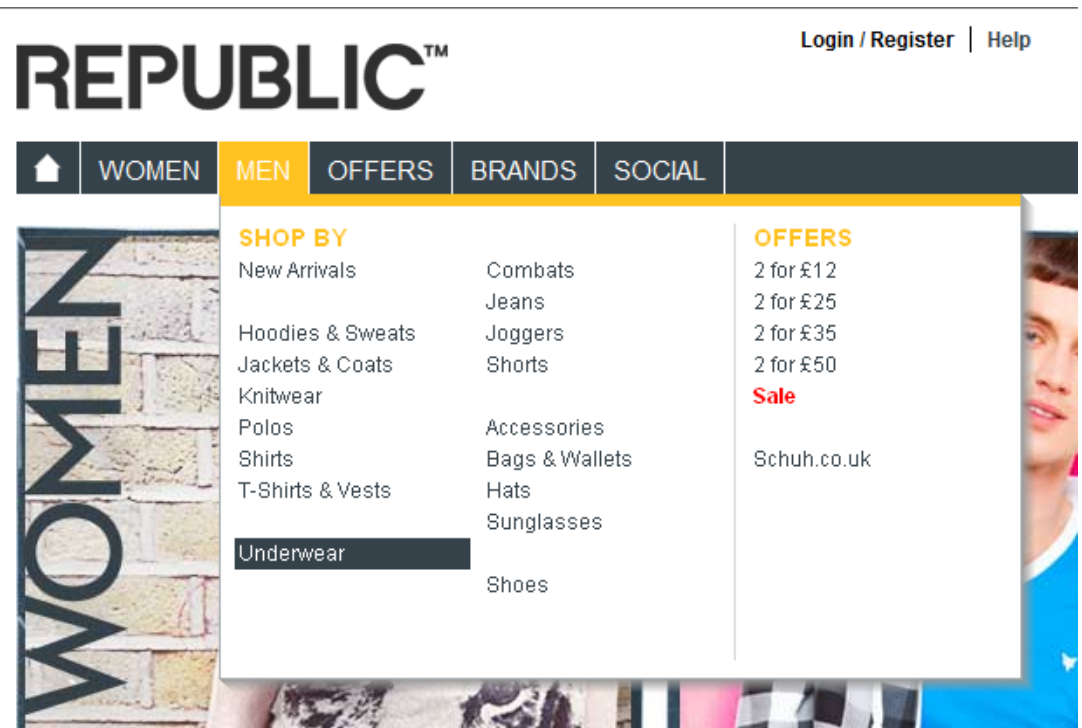 REPUBLIC™
Login / Register | Help
WOMEN
MEN
OFFERS
BRANDS
SOCIAL
SHOP BY
New Arrivals
Hoodies & Sweats
Jackets & Coats
Knitwear
Polos
Shirts
T-Shirts & Vests
Underwear
Combats
Jeans
Joggers
Shorts
Accessories
Bags & Wallets
Hats
Sunglasses
Shoes
OFFERS
2 for £12
2 for £25
2 for £35
2 for £50
Sale
Schuh.co.uk
WOMEN